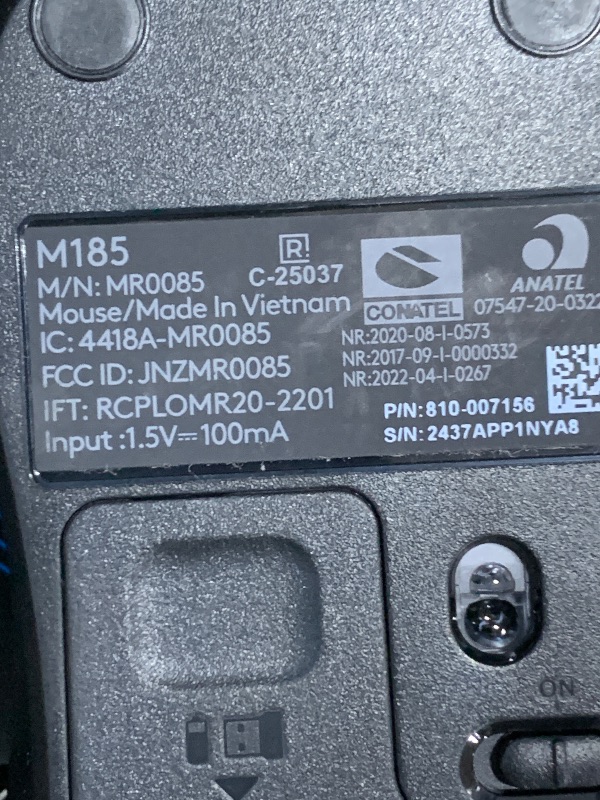 M185
R!
M/N: MR0085
C-25037
Mouse/Made In Vietnam
CONATEL
ANATEL
07547-20-0322
IC: 4418A-MR0085
NR:2020-08-I-0573
FCC ID: JNZMR0085
NR:2017-09-I-0000332
NR:2022-04-I-0267
IFT: RCPLOMR20-2201
P/N: 810-007156
Input :1.5V⎓100mA
S/N: 2437APP1NYA8
ON